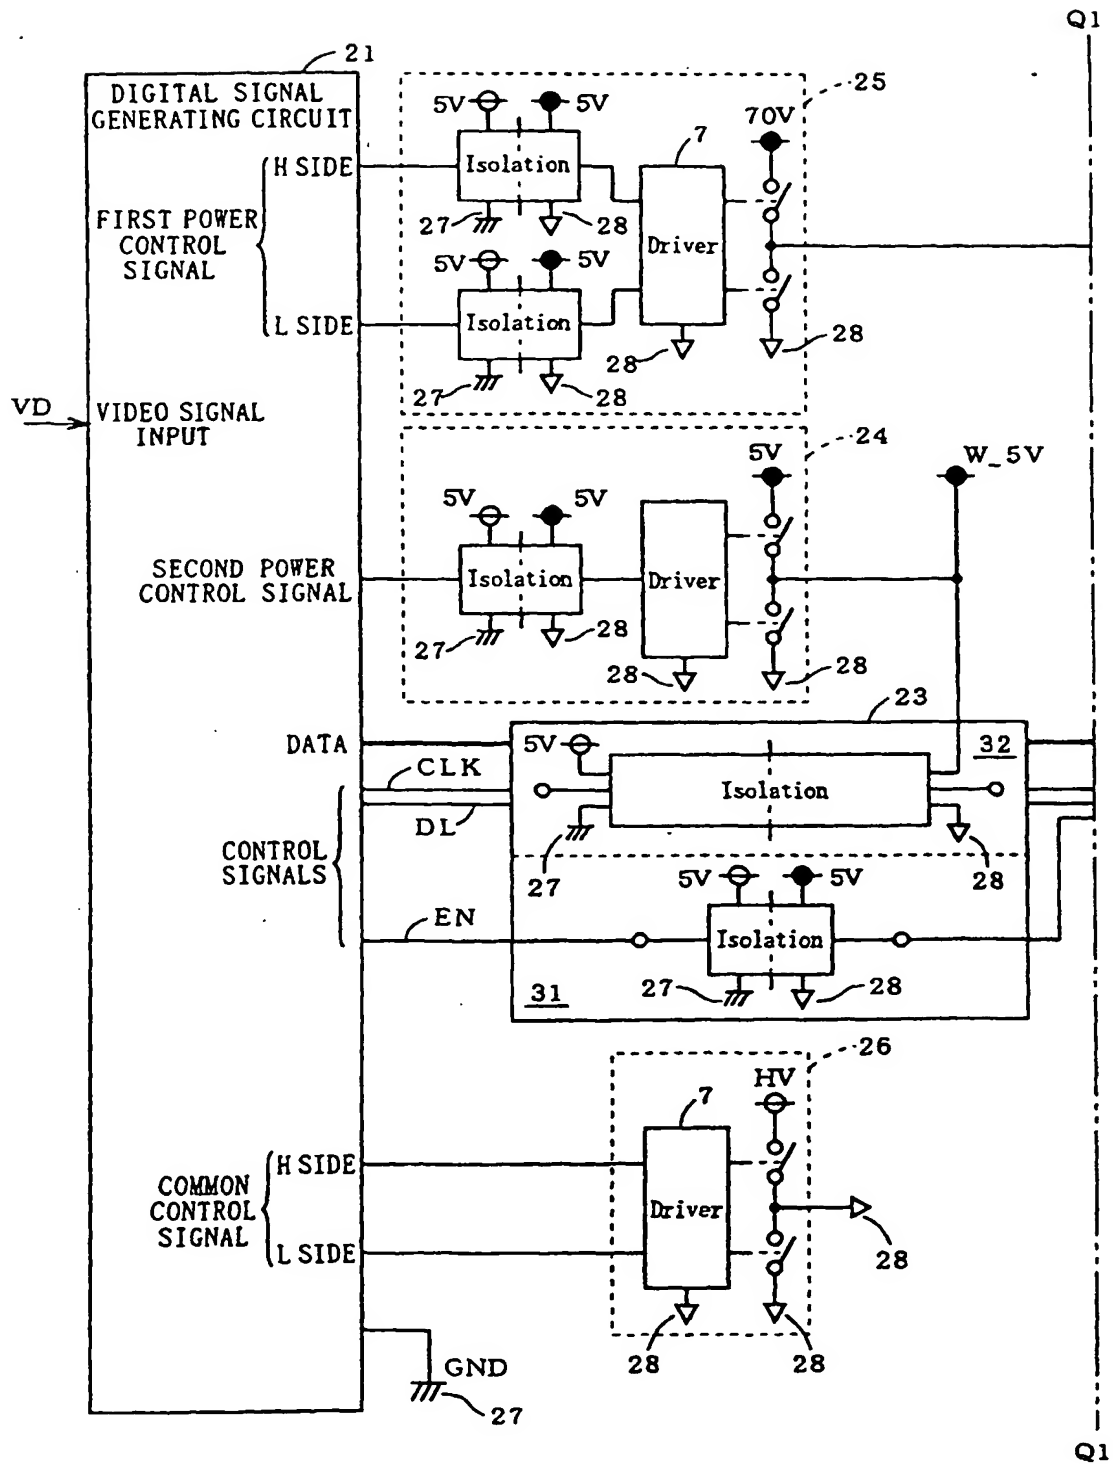 Q1
21
DIGITAL SIGNAL
GENERATING CIRCUIT
25
5V 5V
70V
7
H SIDE
Isolation
FIRST POWER
CONTROL
SIGNAL
27 28
Driver
5V 5V
L SIDE
Isolation
28 28
27 28
VD
VIDEO SIGNAL
INPUT
24
5V
W_5V
5V 5V
SECOND POWER
CONTROL SIGNAL
Isolation
Driver
27 28
28 28
23
DATA
5V
32
CLK
Isolation
DL
CONTROL
SIGNALS
27
28
5V 5V
EN
Isolation
31
27 28
26
HV
7
H SIDE
COMMON
CONTROL
SIGNAL
Driver
28
L SIDE
28 28
GND
27
Q1